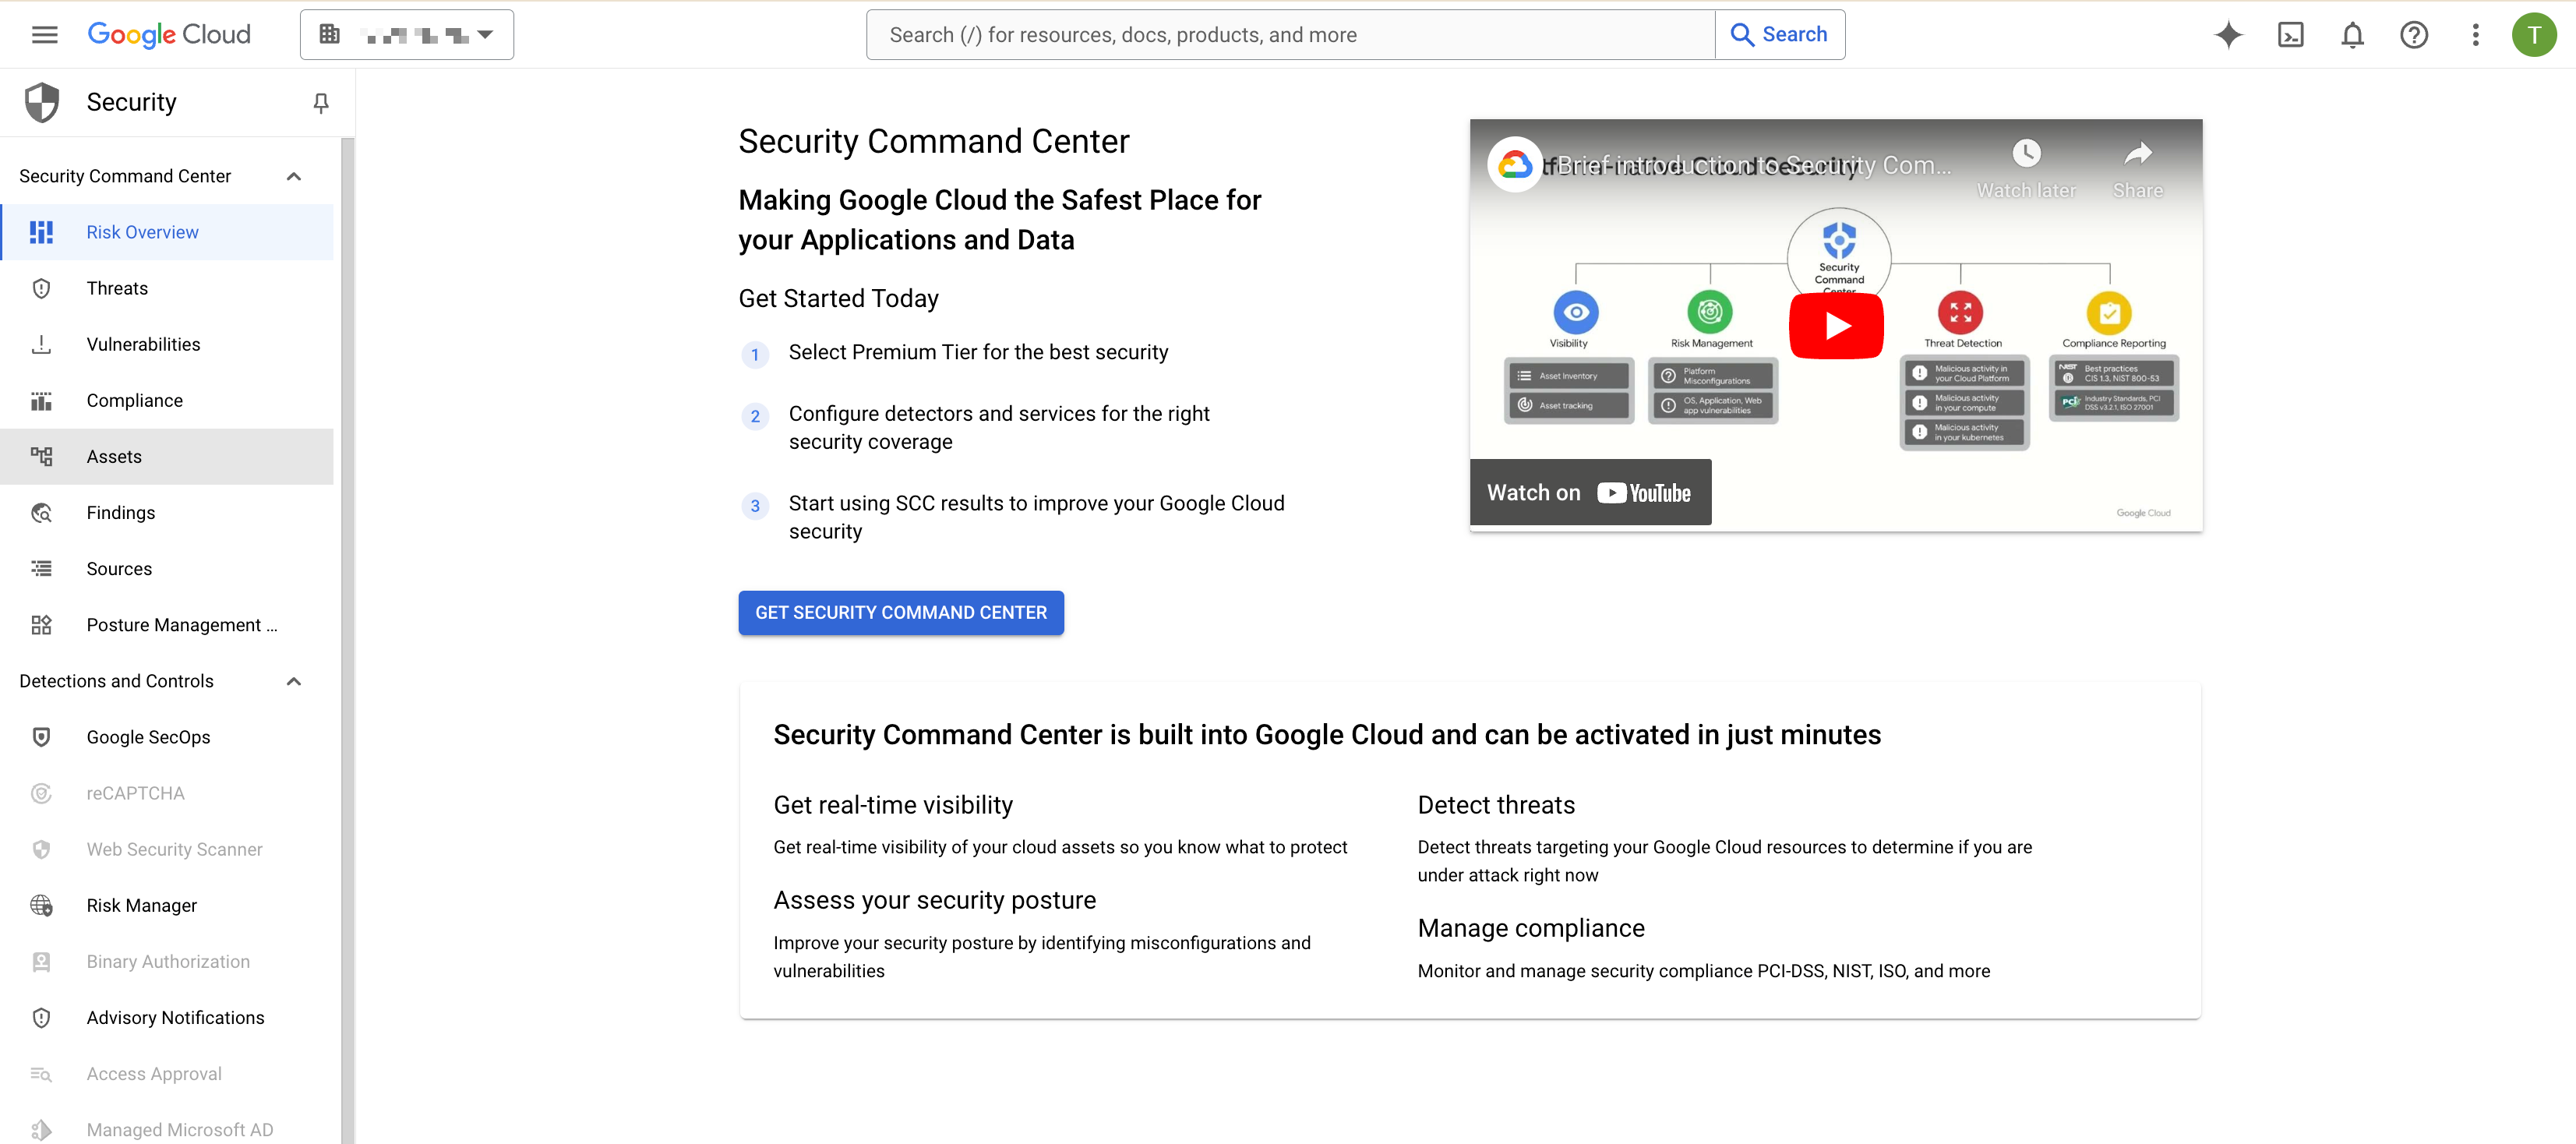 Google Cloud
Search (/) for resources, docs, products, and more
Search
T
Security
Security Command Center
Risk Overview
Threats
Vulnerabilities
Compliance
Assets
Findings
Sources
Posture Management ...
Detections and Controls
Google SecOps
reCAPTCHA
Web Security Scanner
Risk Manager
Binary Authorization
Advisory Notifications
Access Approval
Managed Microsoft AD
Security Command Center
Making Google Cloud the Safest Place for
your Applications and Data
Get Started Today
1 Select Premium Tier for the best security
2 Configure detectors and services for the right
security coverage
3 Start using SCC results to improve your Google Cloud
security
GET SECURITY COMMAND CENTER
Brief introduction to Security Com...
Watch later
Share
Security
Command
Center
Visibility
Asset Inventory
Asset tracking
Risk Management
Platform
Misconfigurations
OS, Application, Web
app vulnerabilities
Threat Detection
Malicious activity in
your Cloud Platform
Malicious activity
in your compute
Malicious activity
in your kubernetes
Compliance Reporting
NIST
Best practices
CIS 1.3, NIST 800-53
PCI
Industry Standards, PCI
DSS v3.2.1, ISO 27001
Watch on YouTube
Google Cloud
Security Command Center is built into Google Cloud and can be activated in just minutes
Get real-time visibility
Get real-time visibility of your cloud assets so you know what to protect
Assess your security posture
Improve your security posture by identifying misconfigurations and
vulnerabilities
Detect threats
Detect threats targeting your Google Cloud resources to determine if you are
under attack right now
Manage compliance
Monitor and manage security compliance PCI-DSS, NIST, ISO, and more